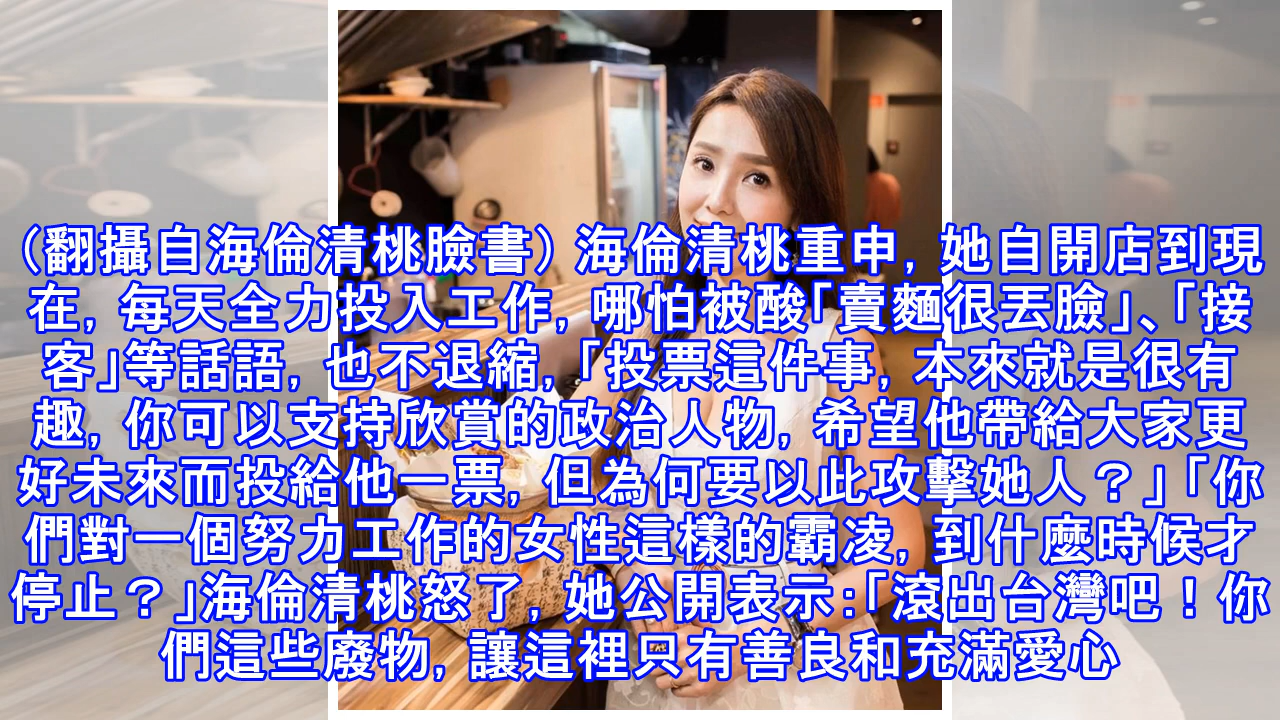 (翻攝自海倫清桃臉書) 海倫清桃重申, 她自開店到現
在, 每天全力投入工作, 哪怕被酸「賣麵很丟臉」、「接
客」等話語, 也不退縮, 「投票這件事, 本來就是很有
趣, 你可以支持欣賞的政治人物, 希望他帶給大家更
好未來而投給他一票, 但為何要以此攻擊她人？」「你
們對一個努力工作的女性這樣的霸凌, 到什麼時候才
停止？」海倫清桃怒了, 她公開表示:「滾出台灣吧！你
們這些廢物, 讓這裡只有善良和充滿愛心